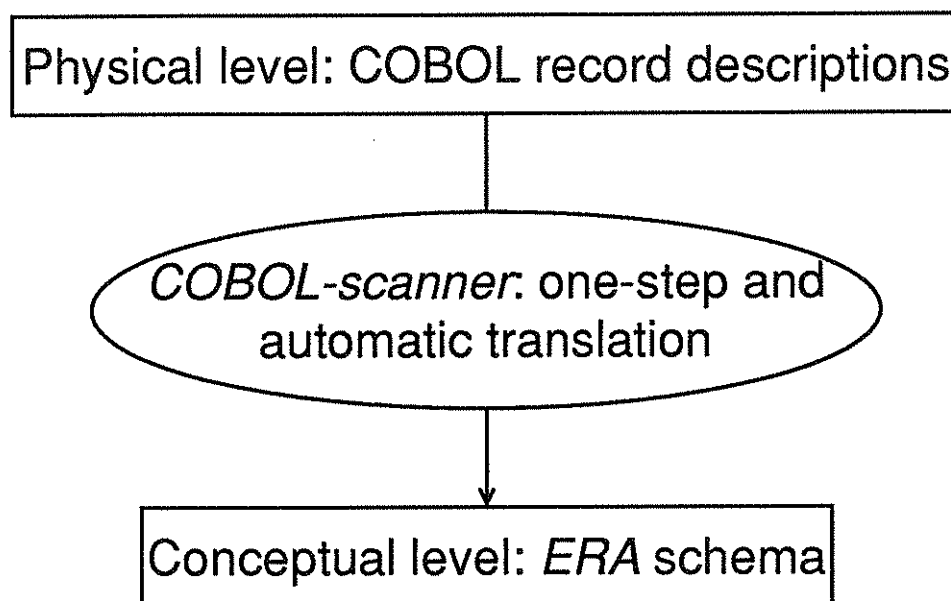 Physical level: COBOL record descriptions
COBOL-scanner: one-step and
automatic translation
Conceptual level: ERA schema